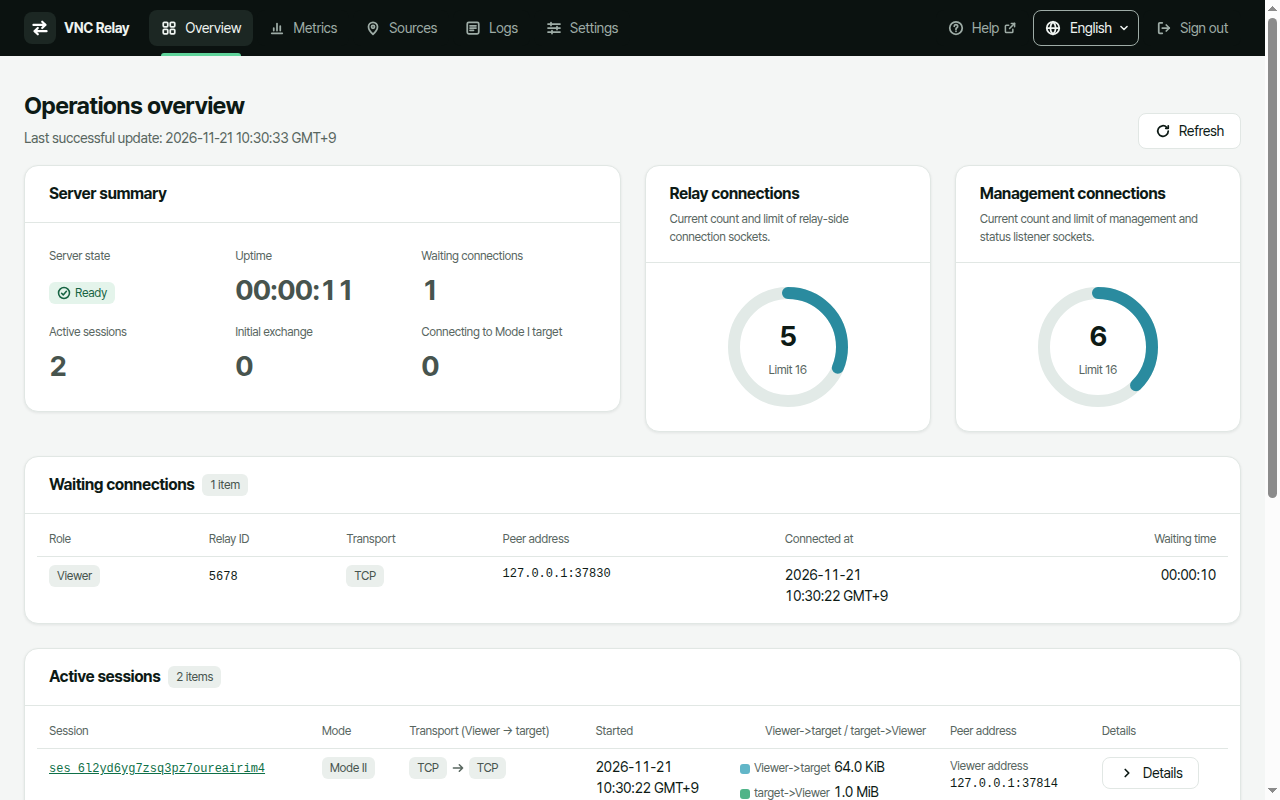 VNC Relay Overview Metrics Sources Logs Settings Help English Sign out
Operations overview
Last successful update: 2026-11-21 10:30:33 GMT+9
Refresh
Server summary
Server state Uptime Waiting connections
Ready 00:00:11 1
Active sessions Initial exchange Connecting to Mode I target
2 0 0
Relay connections
Current count and limit of relay-side
connection sockets.
5
Limit 16
Management connections
Current count and limit of management and
status listener sockets.
6
Limit 16
Waiting connections 1 item
Role Relay ID Transport Peer address Connected at Waiting time
Viewer 5678 TCP 127.0.0.1:37830 2026-11-21 00:00:10
10:30:22 GMT+9
Active sessions 2 items
Session Mode Transport (Viewer → target) Started Viewer->target / target->Viewer Peer address Details
ses_6l2yd6yg7zsq3pz7oureairim4 Mode II TCP → TCP 2026-11-21 Viewer->target 64.0 KiB Viewer address Details
10:30:22 GMT+9 target->Viewer 1.0 MiB 127.0.0.1:37814